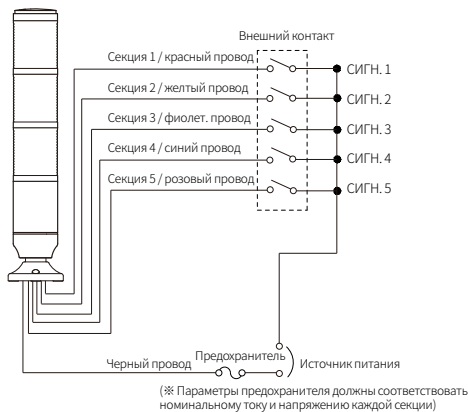 Внешний контакт
Секция 1 / красный провод
СИГН. 1
Секция 2 / желтый провод
СИГН. 2
Секция 3 / фиолет. провод
СИГН. 3
Секция 4 / синий провод
СИГН. 4
Секция 5 / розовый провод
СИГН. 5
Черный провод
Предохранитель
Источник питания
(※ Параметры предохранителя должны соответствовать
номинальному току и напряжению каждой секции)